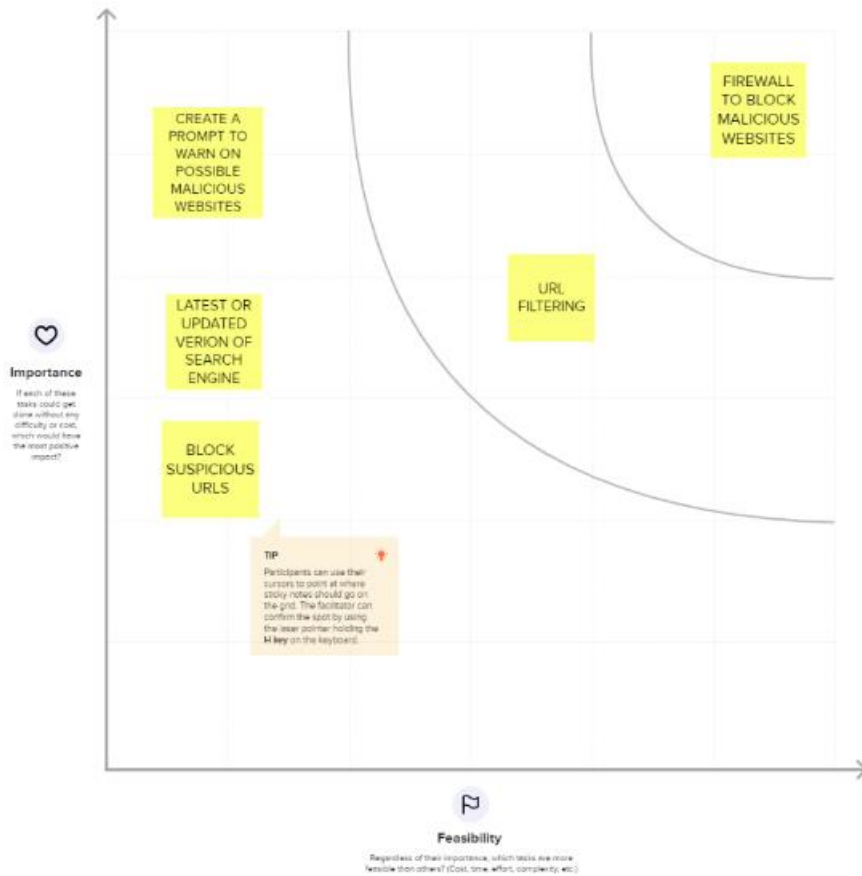 FIREWALL
TO BLOCK
MALICIOUS
WEBSITES
CREATE A
PROMPT TO
WARN ON
POSSIBLE
MALICIOUS
WEBSITES
URL
FILTERING
LATEST OR
UPDATED
VERION OF
SEARCH
ENGINE
BLOCK
SUSPICIOUS
URLS
Importance
If each of these
tasks could get
done without any
difficulty or cost,
which would have
the most positive
impact?
TIP
Participants can use their
cursors to point at where
sticky notes should go on
the grid. The facilitator can
confirm the spot by using
the laser pointer holding the
H key on the keyboard.
Feasibility
Regardless of their importance, which tasks are more
feasible than others? (Cost, time, effort, complexity, etc.)